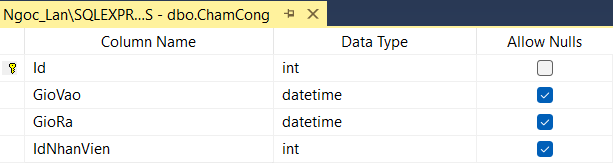 Ngoc_Lan\SQLEXPR...S - dbo.ChamCong
Column Name Data Type Allow Nulls
Id int
GioVao datetime
GioRa datetime
IdNhanVien int